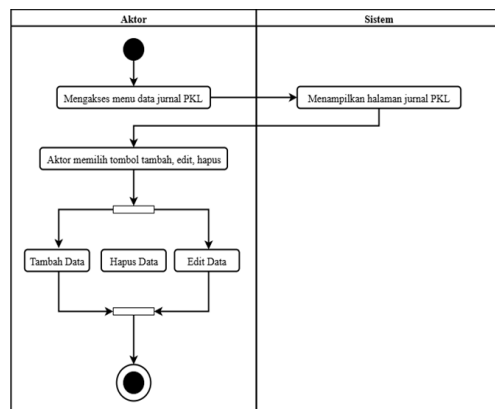 Aktor
Sistem
Mengakses menu data jurnal PKL
Menampilkan halaman jurnal PKL
Aktor memilih tombol tambah, edit, hapus
Tambah Data
Hapus Data
Edit Data